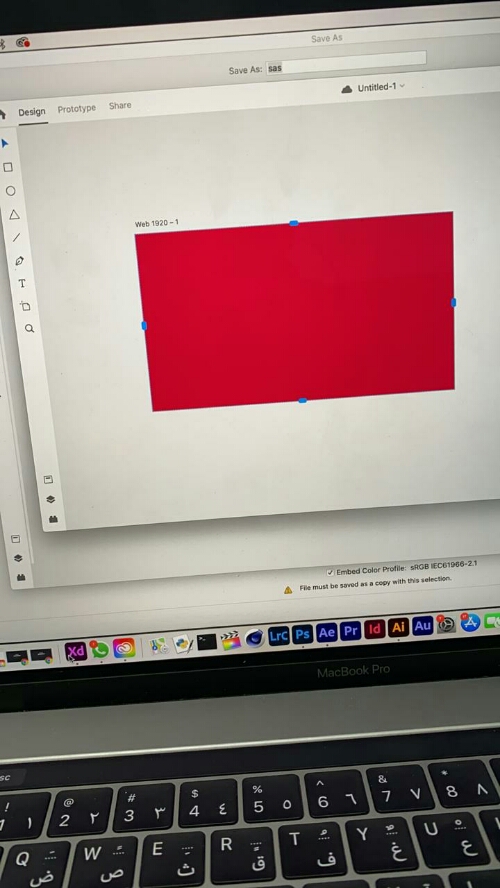 Save As
Save As: sas
Design Prototype Share
Untitled-1
Web 1920 – 1
T
Embed Color Profile: sRGB IEC61966-2.1
File must be saved as a copy with this selection.
Xd LrC Ps Ae Pr Id Ai Au
MacBook Pro
sc
! @ # $ % ^ & *
1 ١ 2 ٢ 3 ٣ 4 ٤ 5 ٥ 6 ٦ 7 ٧ 8 ٨
Q W E R T Y U
ض ص ث ق ف غ ع